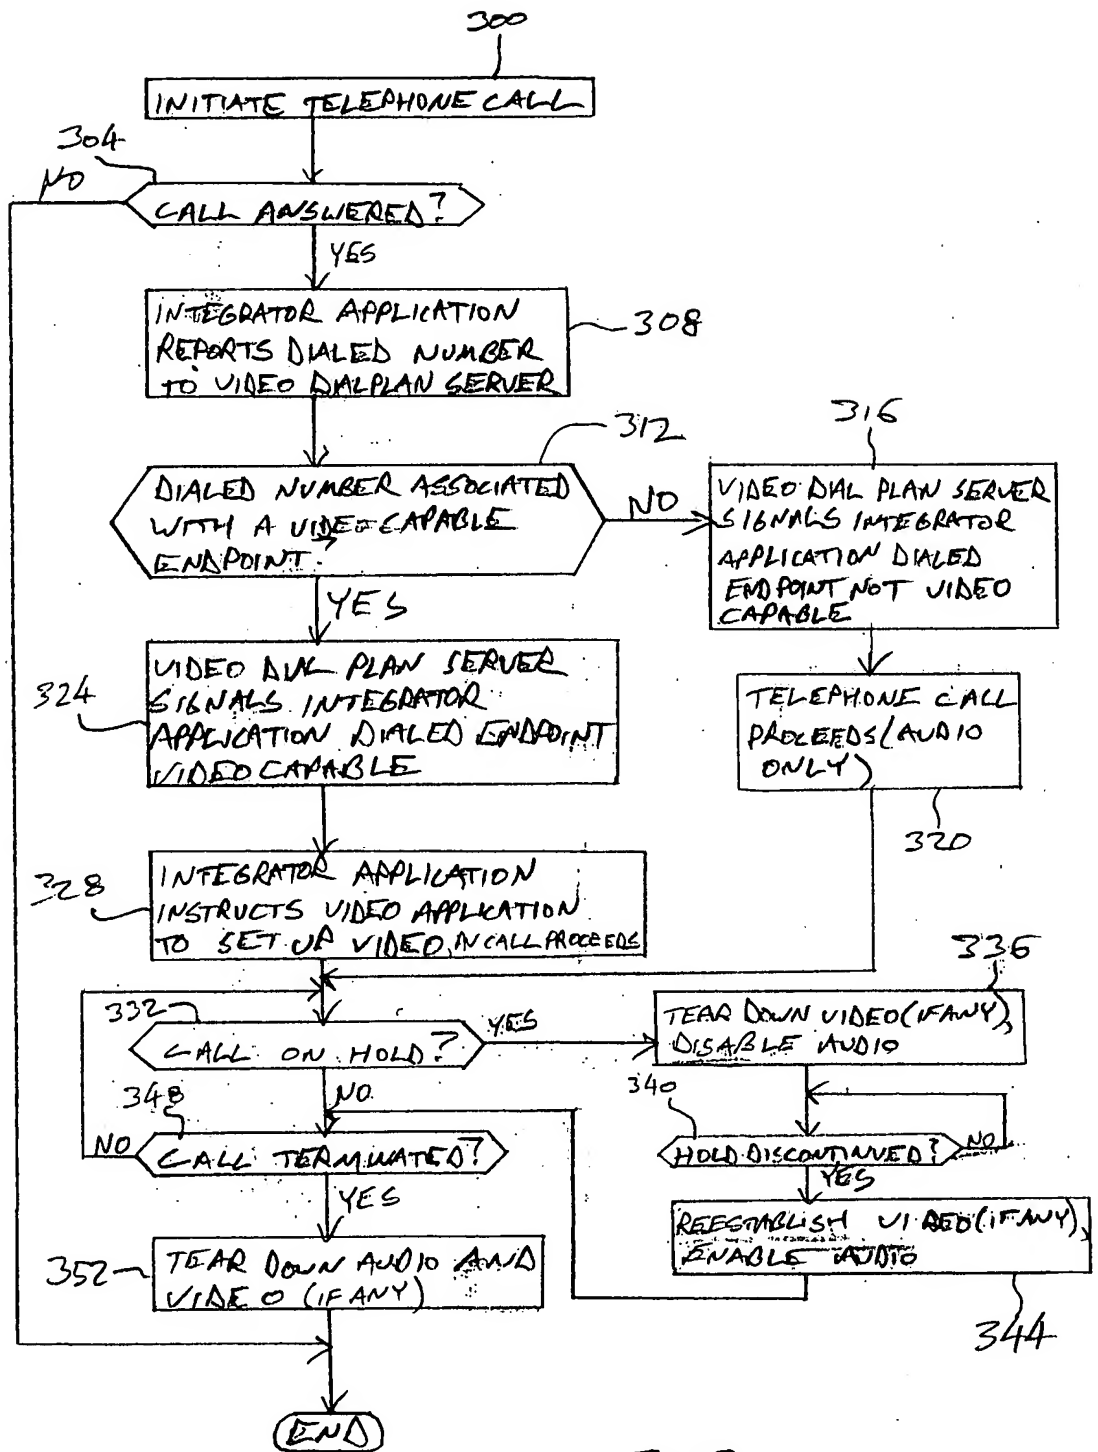 300
INITIATE TELEPHONE CALL
304
NO
CALL ANSWERED?
YES
INTEGRATOR APPLICATION
REPORTS DIALED NUMBER
TO VIDEO DIALPLAN SERVER
308
312
DIALED NUMBER ASSOCIATED
WITH A VIDEO CAPABLE
ENDPOINT?
NO
YES
316
VIDEO DIAL PLAN SERVER
SIGNALS INTEGRATOR
APPLICATION DIALED
ENDPOINT NOT VIDEO
CAPABLE
324
VIDEO DIAL PLAN SERVER
SIGNALS INTEGRATOR
APPLICATION DIALED ENDPOINT
VIDEO CAPABLE
TELEPHONE CALL
PROCEEDS (AUDIO
ONLY)
320
328
INTEGRATOR APPLICATION
INSTRUCTS VIDEO APPLICATION
TO SET UP VIDEO, AV CALL PROCEEDS
332
CALL ON HOLD?
YES
NO
336
TEAR DOWN VIDEO (IF ANY),
DISABLE AUDIO
340
HOLD DISCONTINUED?
NO
YES
348
NO
CALL TERMINATED?
YES
REESTABLISH VIDEO (IF ANY),
ENABLE AUDIO
344
352
TEAR DOWN AUDIO AND
VIDEO (IF ANY)
END